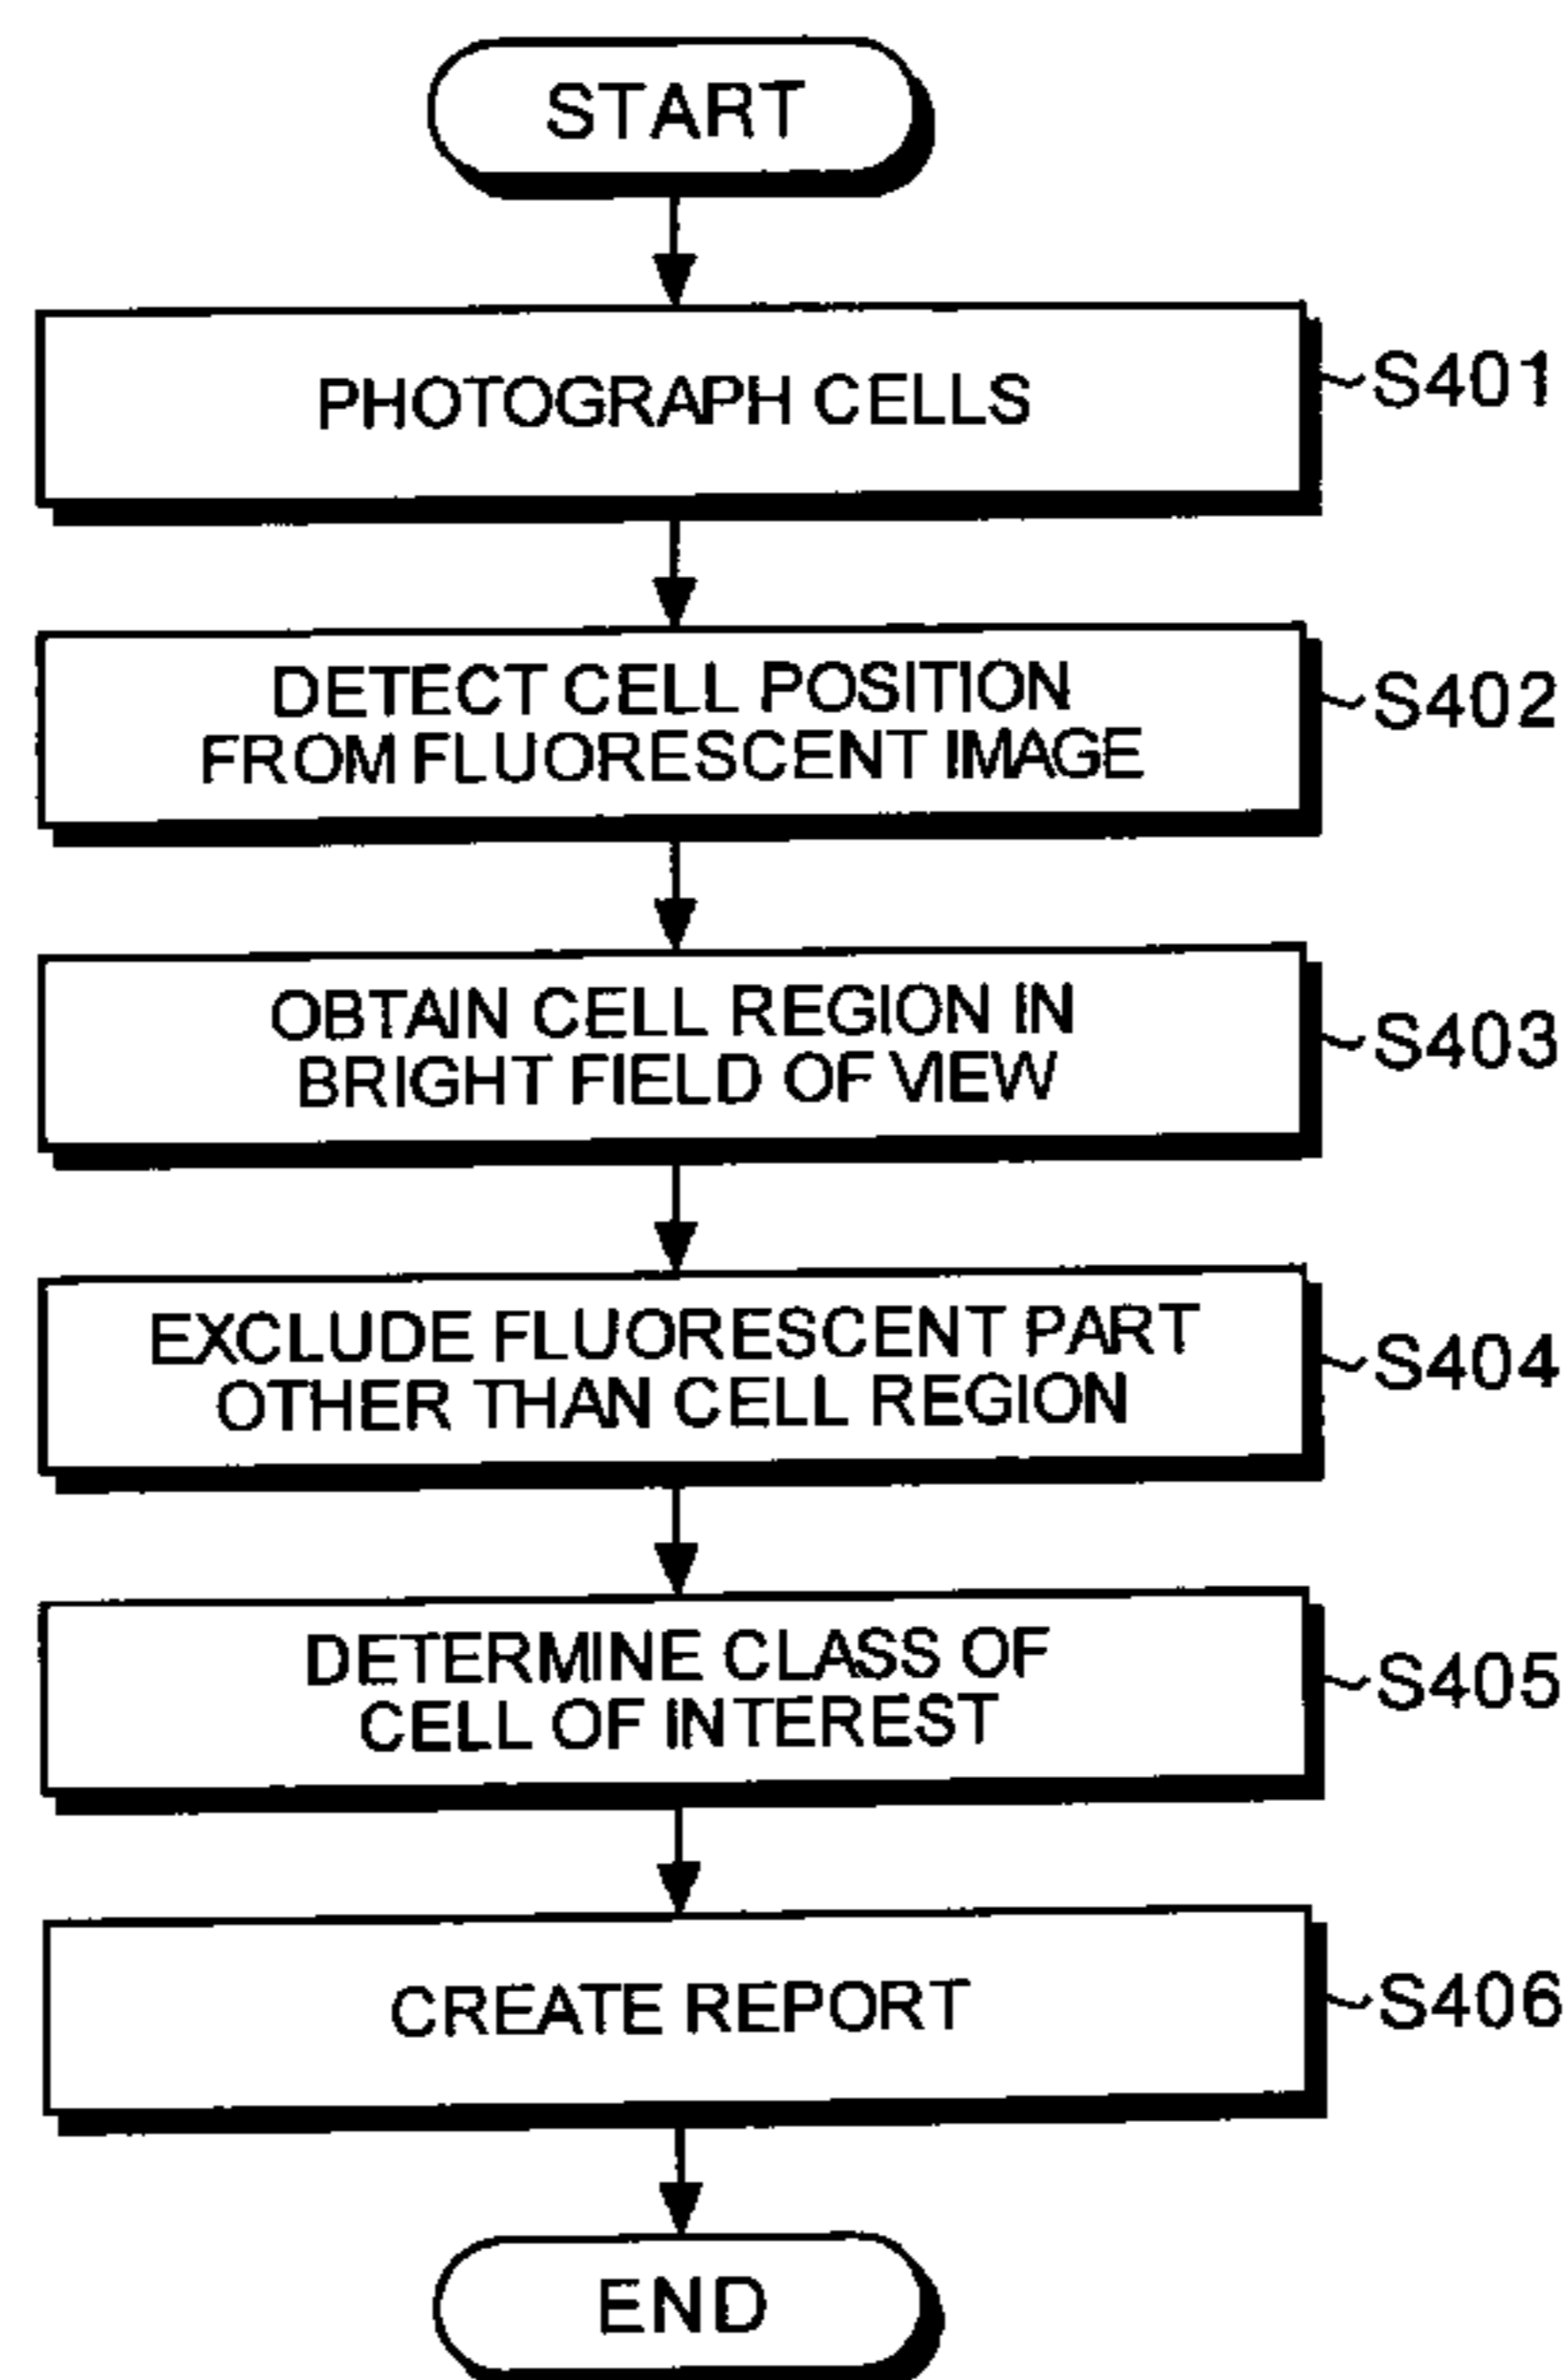 START
PHOTOGRAPH CELLS
S401
DETECT CELL POSITION
FROM FLUORESCENT IMAGE
S402
OBTAIN CELL REGION IN
BRIGHT FIELD OF VIEW
S403
EXCLUDE FLUORESCENT PART
OTHER THAN CELL REGION
S404
DETERMINE CLASS OF
CELL OF INTEREST
S405
CREATE REPORT
S406
END